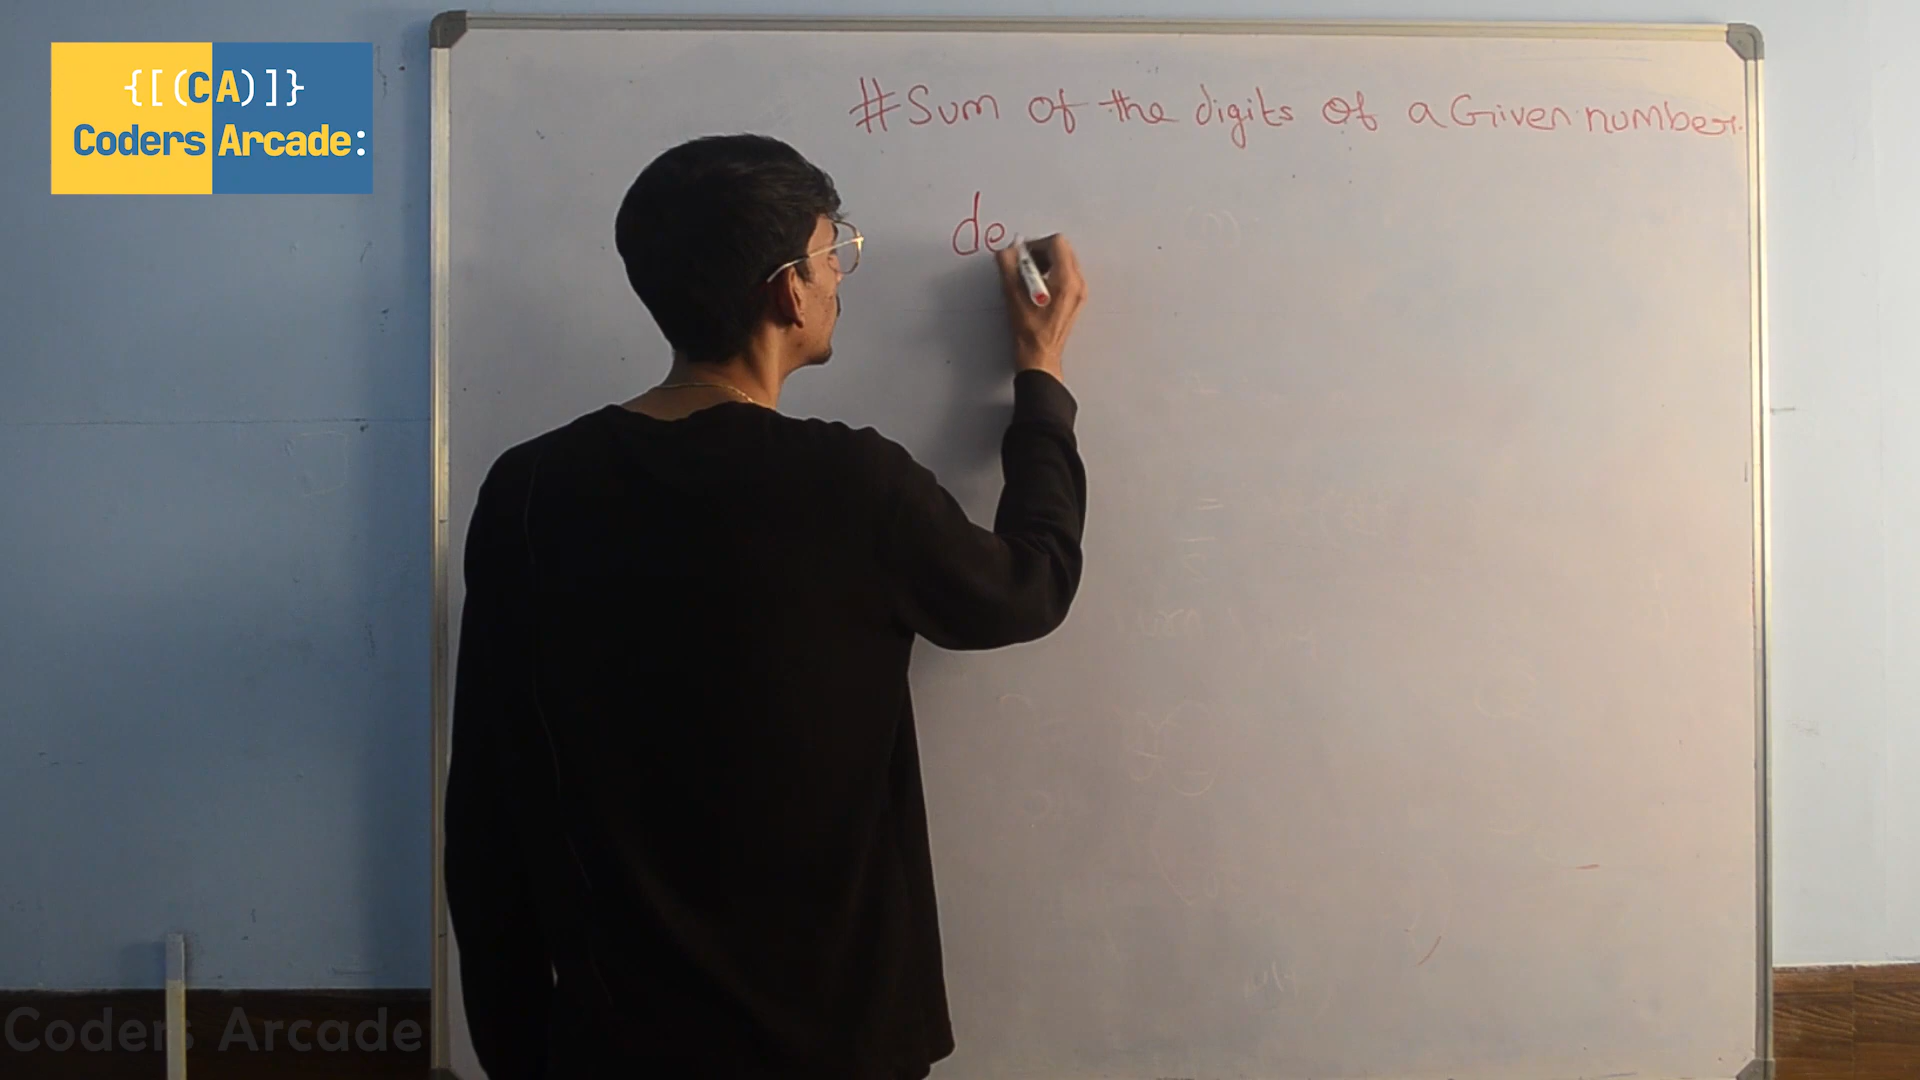 {[(CA)]}
Coders Arcade:
#Sum of the digits of a Given number.
de
Coders Arcade